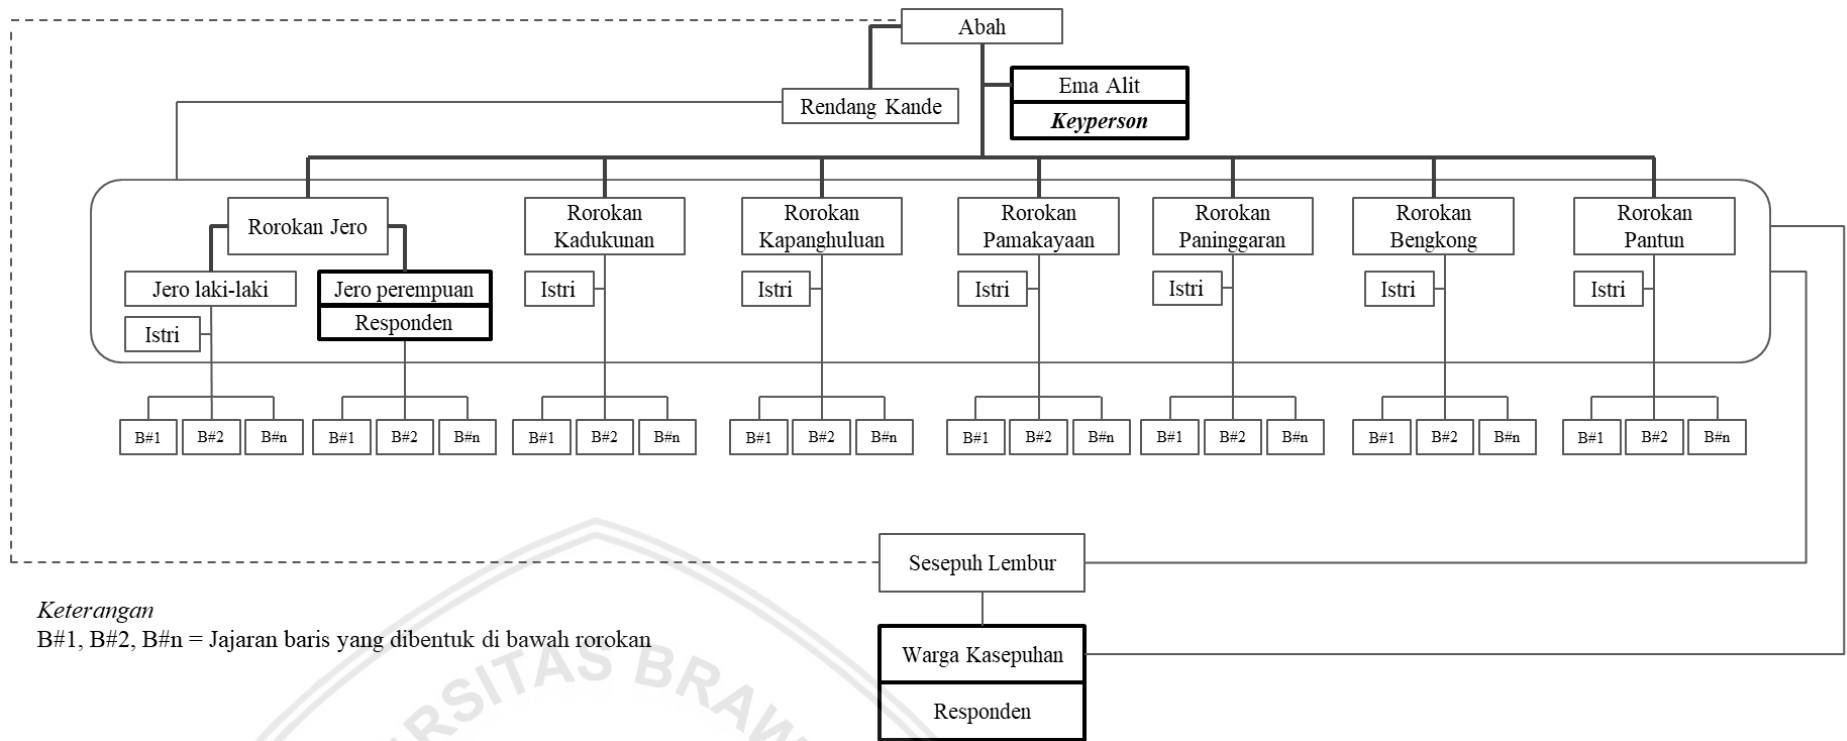 Abah
Ema Alit
Keyperson
Rendang Kande
Rorokan Jero
Rorokan
Kadukunan
Rorokan
Kapanghuluan
Rorokan
Pamakayaan
Rorokan
Paninggaran
Rorokan
Bengkong
Rorokan
Pantun
Jero laki-laki
Jero perempuan
Responden
Istri
Istri
Istri
Istri
Istri
Istri
Istri
B#1 B#2 B#n B#1 B#2 B#n B#1 B#2 B#n B#1 B#2 B#n B#1 B#2 B#n B#1 B#2 B#n B#1 B#2 B#n B#1 B#2 B#n
Sesepuh Lembur
Warga Kasepuhan
Responden
Keterangan
B#1, B#2, B#n = Jajaran baris yang dibentuk di bawah rorokan
RSITAS BRAW